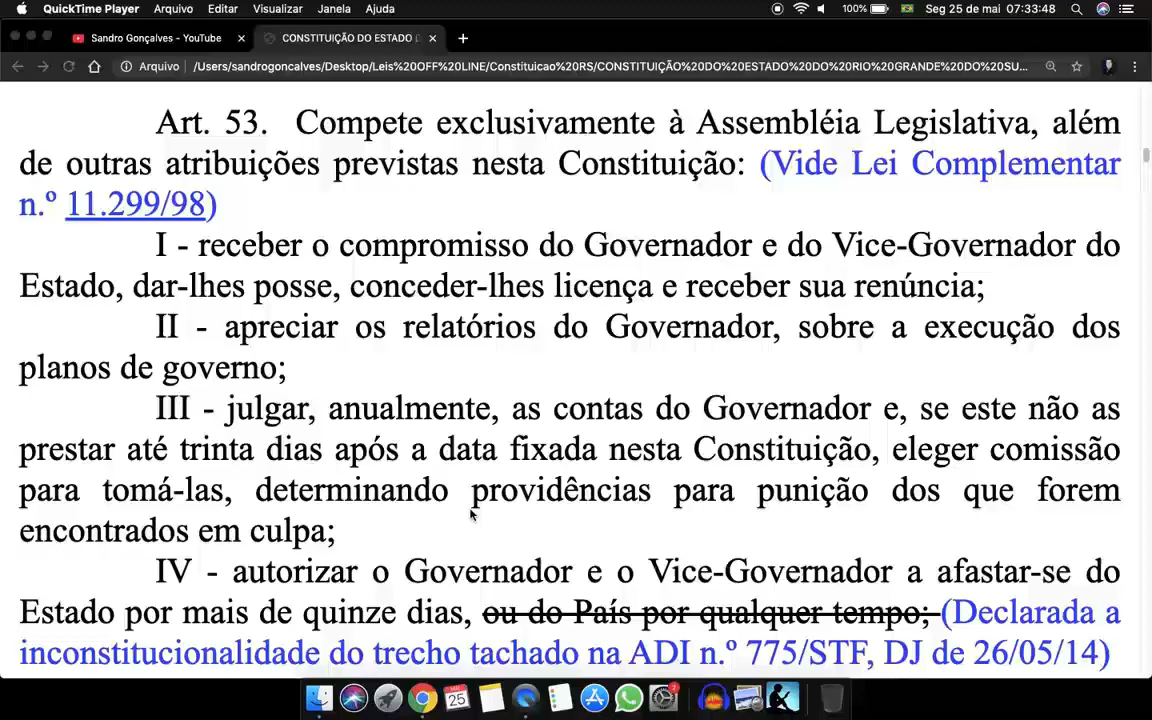 QuickTime Player Arquivo Editar Visualizar Janela Ajuda 100% Seg 25 de mai 07:33:48
Sandro Gonçalves - YouTube × CONSTITUIÇÃO DO ESTADO × +
Arquivo /Users/sandrogoncalves/Desktop/Leis%20OFF%20LINE/Constituicao%20RS/CONSTITUIÇÃO%20DO%20ESTADO%20DO%20RIO%20GRANDE%20DO%20SU...
Art. 53. Compete exclusivamente à Assembléia Legislativa, além
de outras atribuições previstas nesta Constituição: (Vide Lei Complementar
n.º 11.299/98)
I - receber o compromisso do Governador e do Vice-Governador do
Estado, dar-lhes posse, conceder-lhes licença e receber sua renúncia;
II - apreciar os relatórios do Governador, sobre a execução dos
planos de governo;
III - julgar, anualmente, as contas do Governador e, se este não as
prestar até trinta dias após a data fixada nesta Constituição, eleger comissão
para tomá-las, determinando providências para punição dos que forem
encontrados em culpa;
IV - autorizar o Governador e o Vice-Governador a afastar-se do
Estado por mais de quinze dias, ou do País por qualquer tempo; (Declarada a
inconstitucionalidade do trecho tachado na ADI n.º 775/STF, DJ de 26/05/14)
25